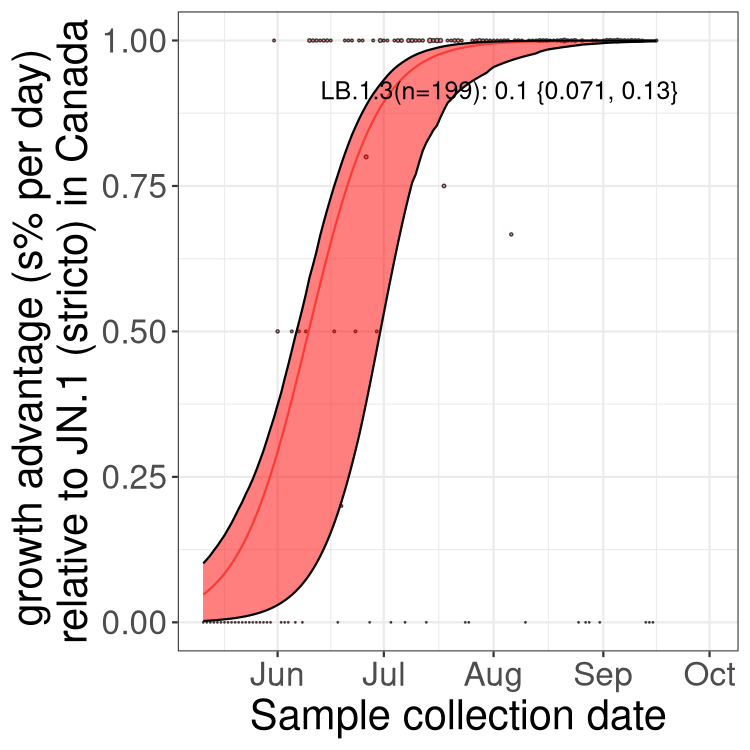 growth advantage (s% per day)
relative to JN.1 (stricto) in Canada
1.00
0.75
0.50
0.25
0.00
LB.1.3(n=199): 0.1 {0.071, 0.13}
Jun Jul Aug Sep Oct
Sample collection date